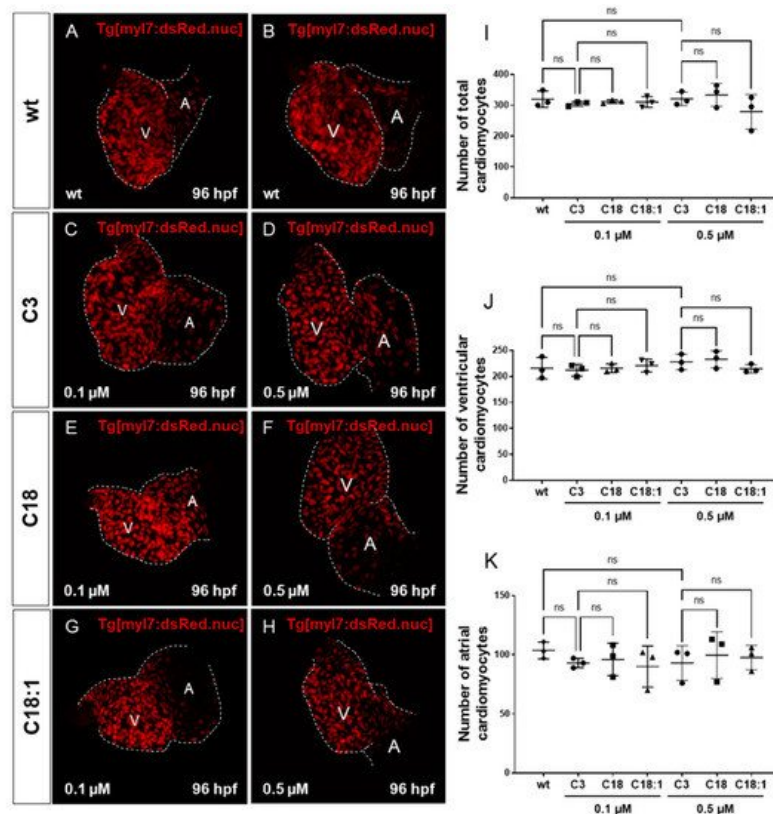 A Tg[myl7:dsRed.nuc]
V A
wt 96 hpf
B Tg[myl7:dsRed.nuc]
V A
wt 96 hpf
wt
C Tg[myl7:dsRed.nuc]
V A
0.1 µM 96 hpf
D Tg[myl7:dsRed.nuc]
V A
0.5 µM 96 hpf
C3
E Tg[myl7:dsRed.nuc]
V A
0.1 µM 96 hpf
F Tg[myl7:dsRed.nuc]
V A
0.5 µM 96 hpf
C18
G Tg[myl7:dsRed.nuc]
V A
0.1 µM 96 hpf
H Tg[myl7:dsRed.nuc]
V A
0.5 µM 96 hpf
C18:1
I
Number of total
cardiomyocytes
400
300
200
100
0
ns ns
ns ns ns ns
wt C3 C18 C18:1 C3 C18 C18:1
0.1 µM 0.5 µM
J
Number of ventricular
cardiomyocytes
250
200
150
100
50
0
ns
ns ns
ns ns ns
wt C3 C18 C18:1 C3 C18 C18:1
0.1 µM 0.5 µM
K
Number of atrial
cardiomyocytes
150
100
50
0
ns
ns ns
ns ns ns
wt C3 C18 C18:1 C3 C18 C18:1
0.1 µM 0.5 µM